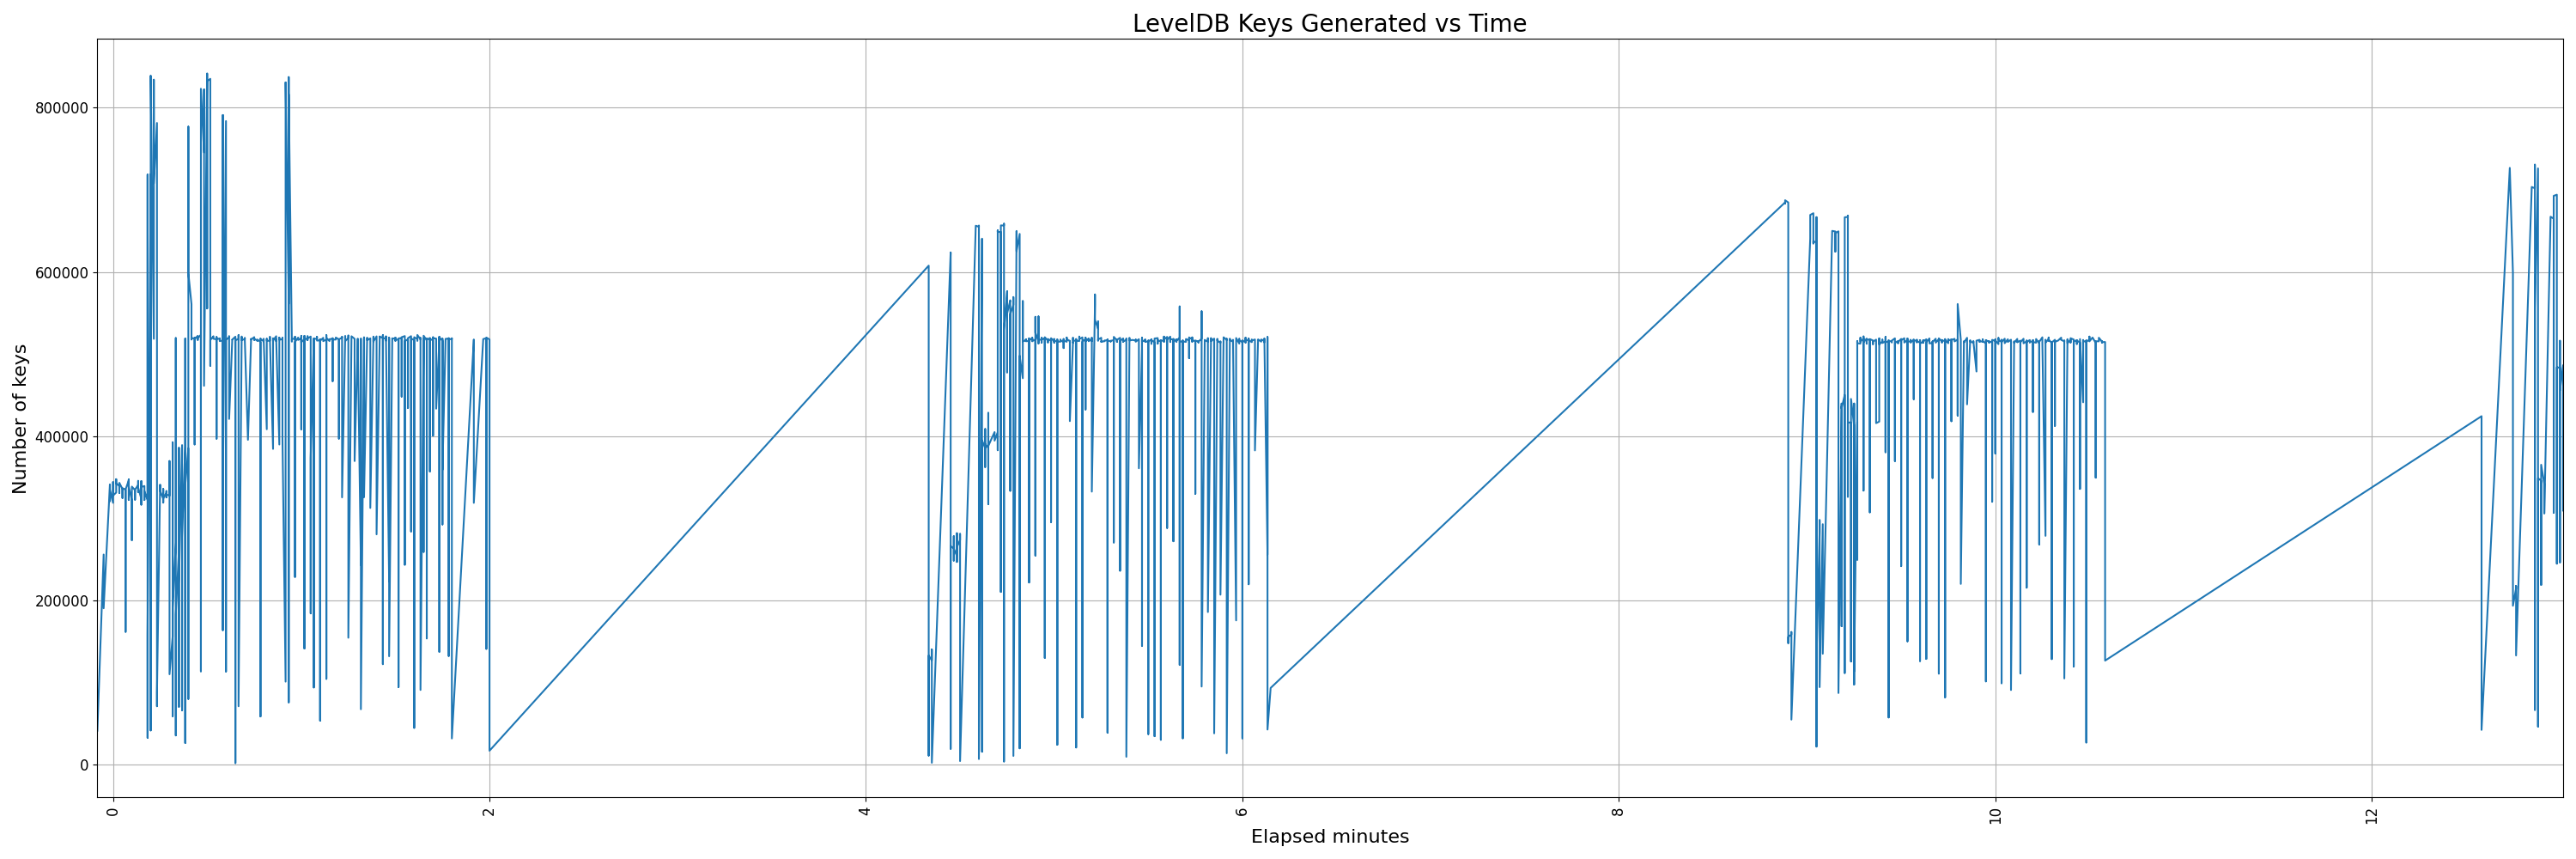 LevelDB Keys Generated vs Time
Number of keys
800000
600000
400000
200000
0
0 2 4 6 8 10 12
Elapsed minutes